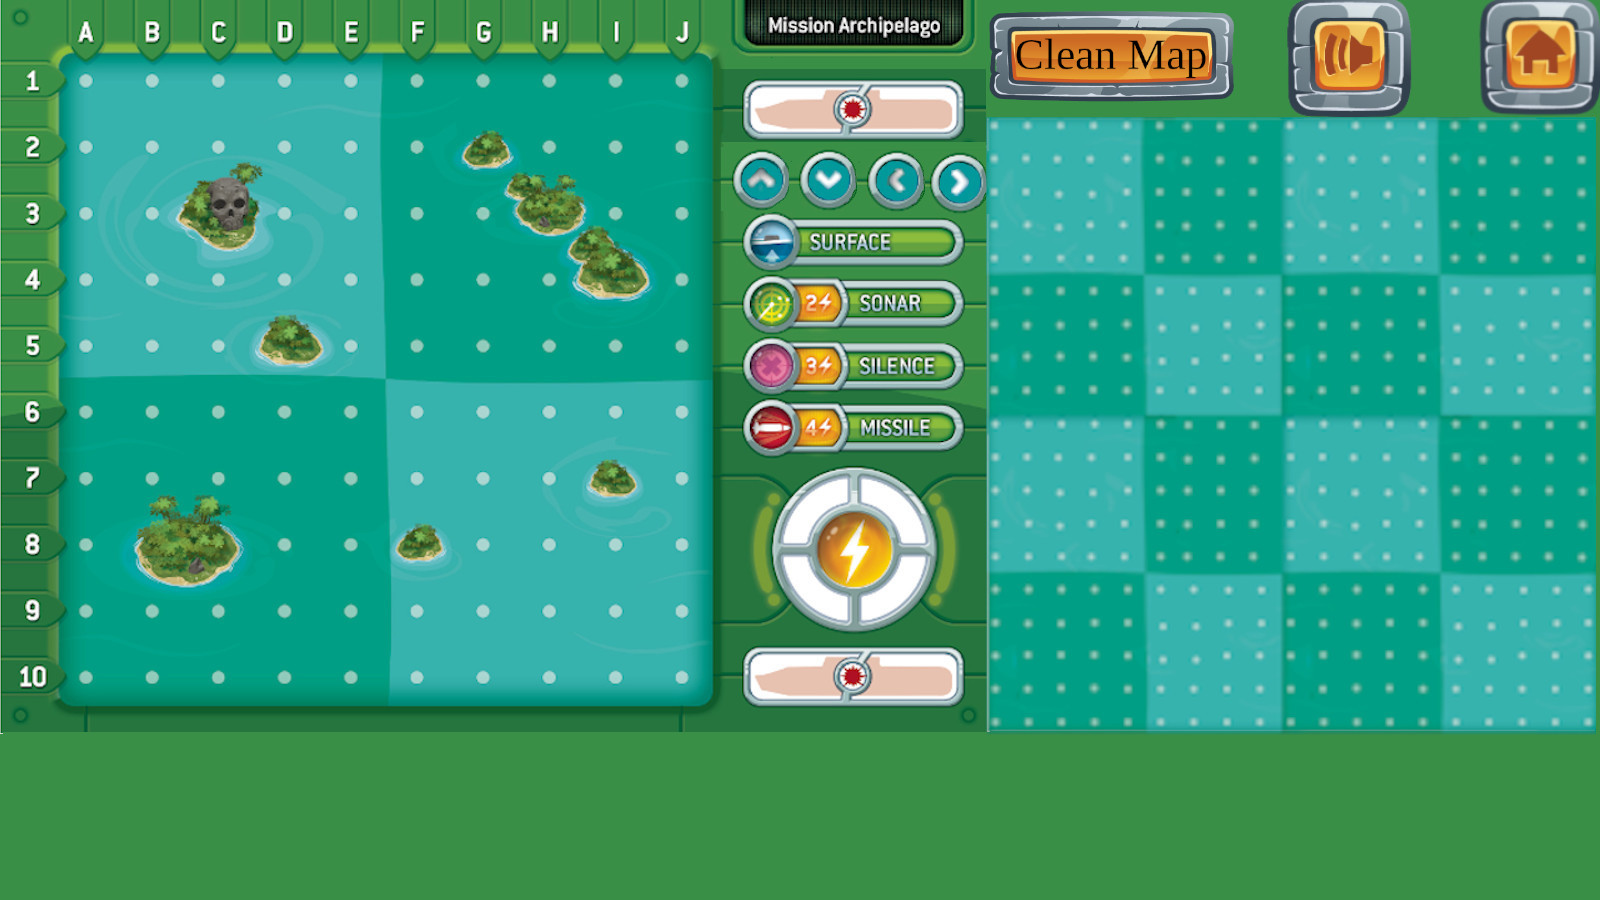 A B C D E F G H I J
1
2
3
4
5
6
7
8
9
10
Mission Archipelago
SURFACE
2 SONAR
3 SILENCE
4 MISSILE
Clean Map